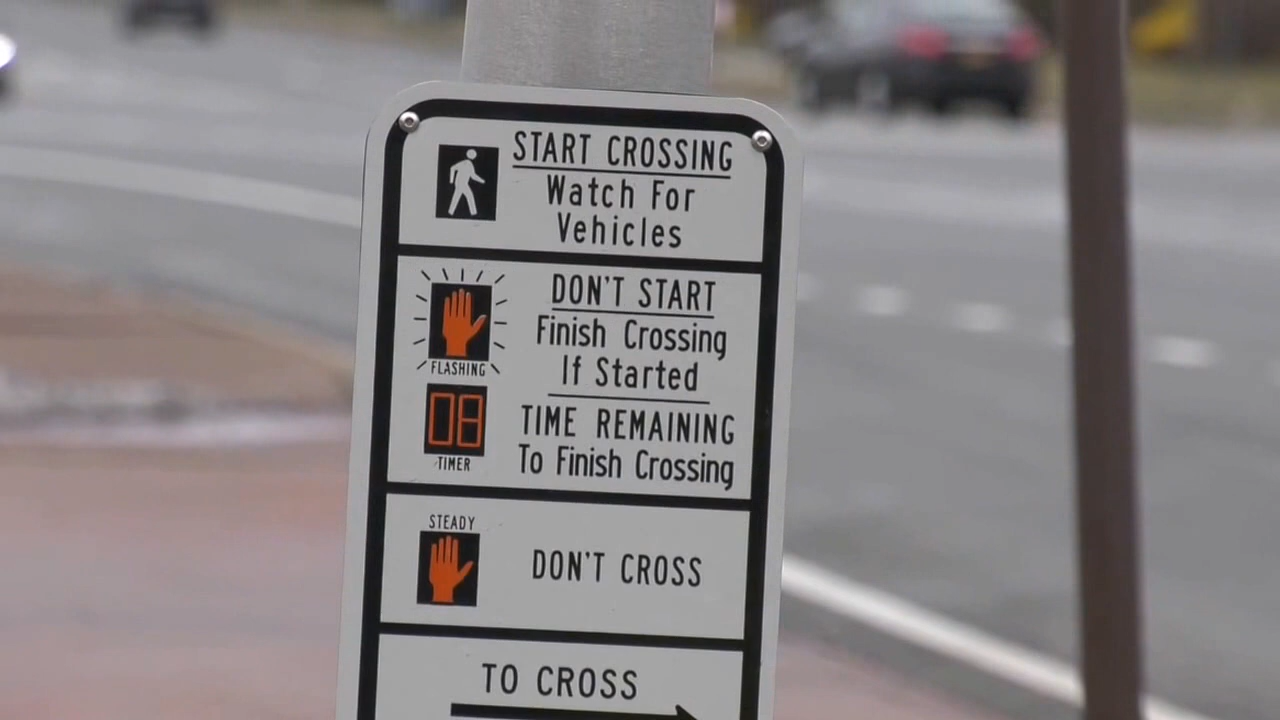 START CROSSING
Watch For
Vehicles
FLASHING
DON'T START
Finish Crossing
If Started
08
TIMER
TIME REMAINING
To Finish Crossing
STEADY
DON'T CROSS
TO CROSS